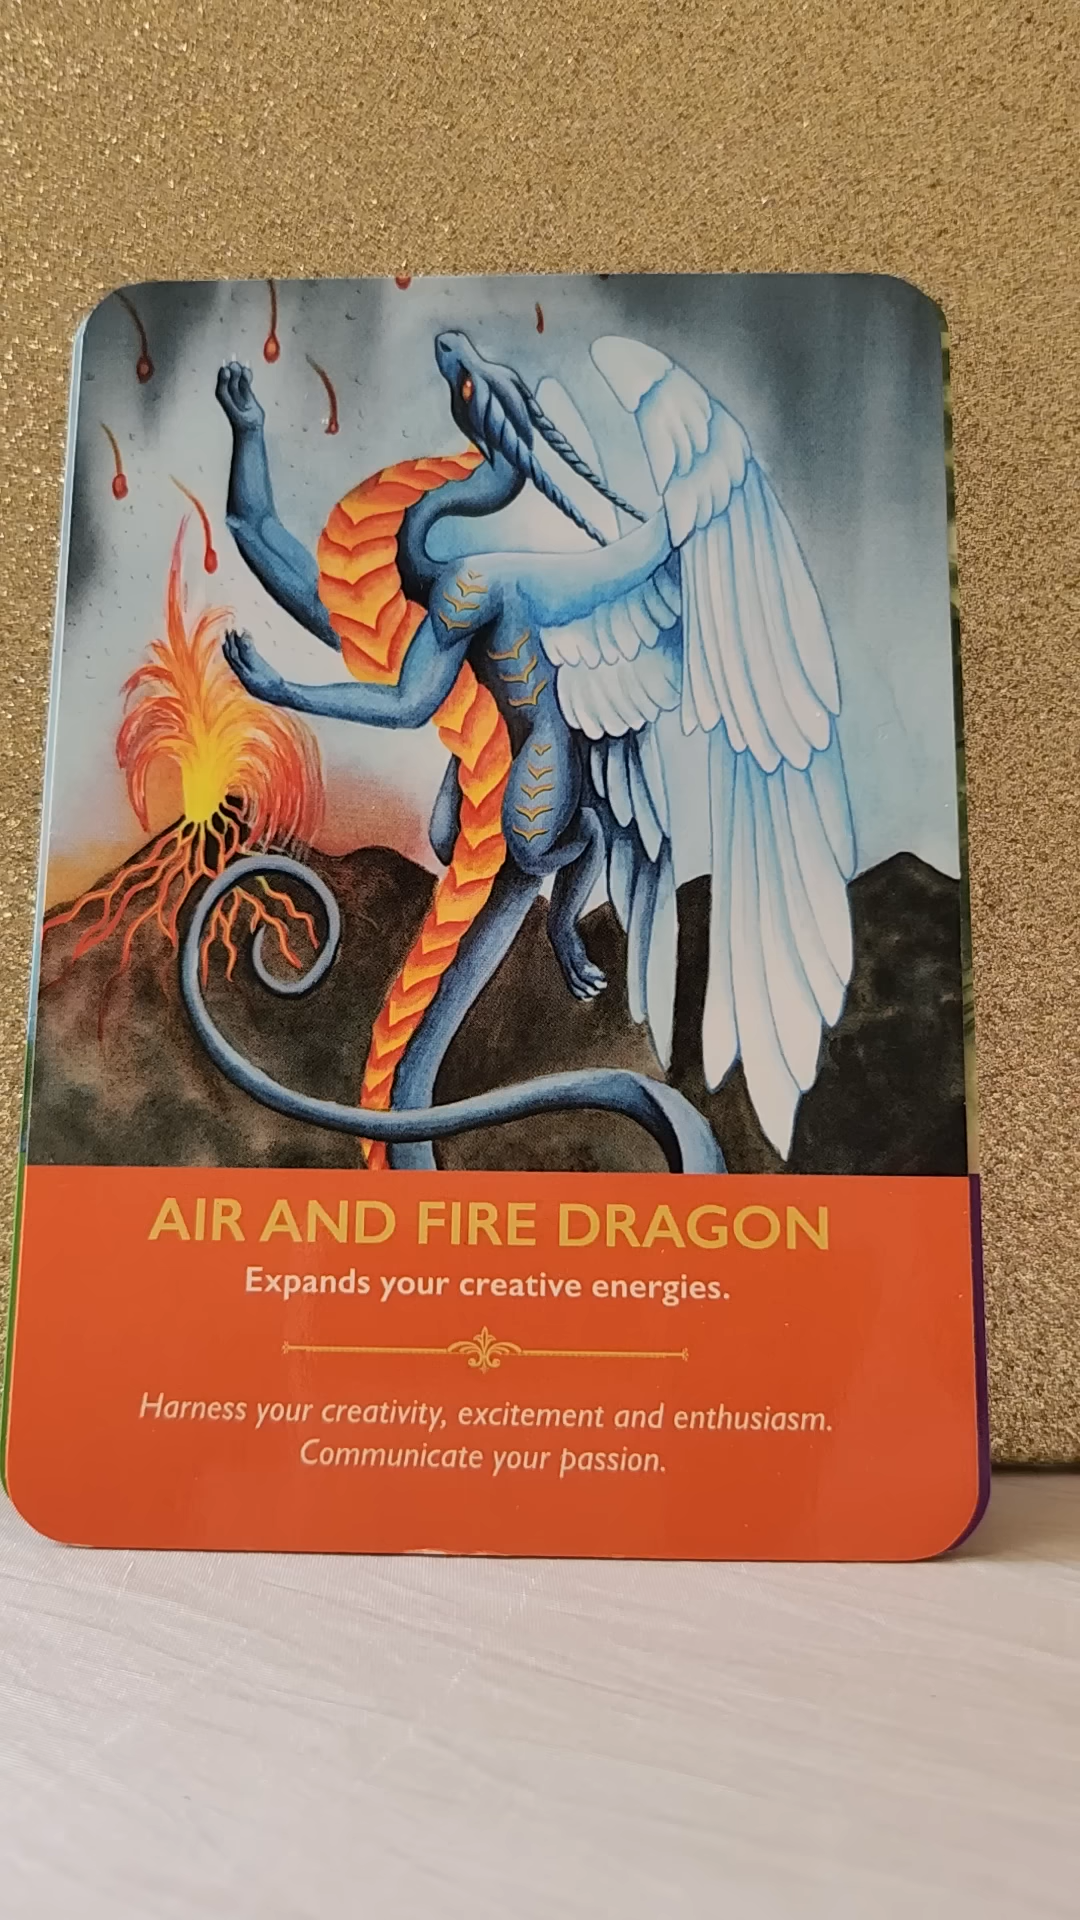 AIR AND FIRE DRAGON
Expands your creative energies.
Harness your creativity, excitement and enthusiasm.
Communicate your passion.